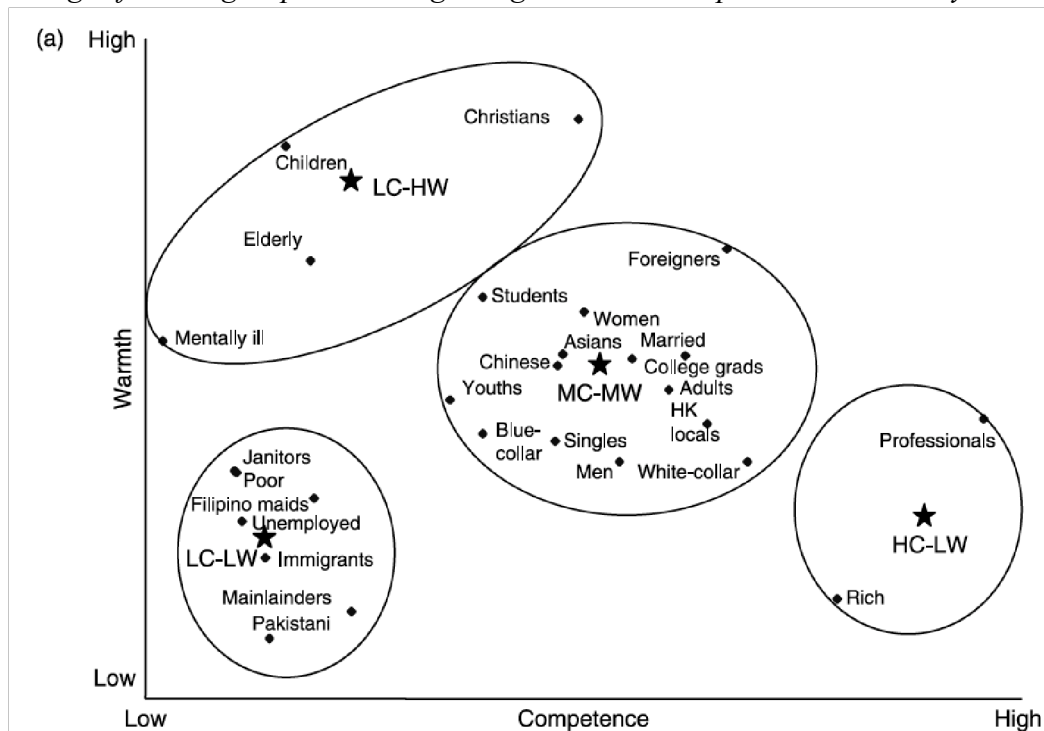 (a)
High
Christians
Children
LC-HW
Elderly
Foreigners
Students
Women
Mentally ill
Asians
Married
Chinese
College grads
Warmth
Youths
MC-MW
Adults
HK
locals
Blue-
collar
Singles
Men
White-collar
Professionals
Janitors
Poor
Filipino maids
Unemployed
LC-LW
Immigrants
HC-LW
Mainlainders
Rich
Pakistani
Low
Low
Competence
High